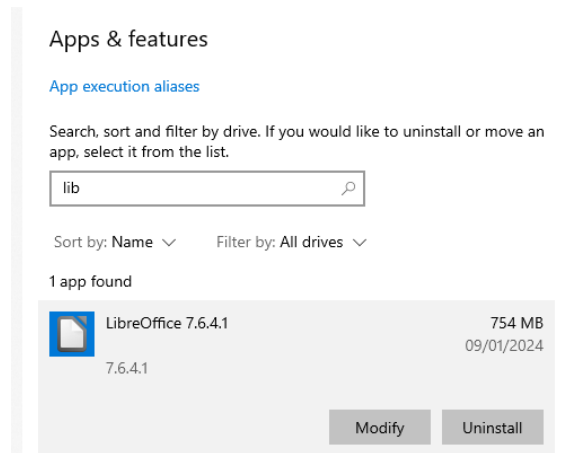 Apps & features
App execution aliases
Search, sort and filter by drive. If you would like to uninstall or move an
app, select it from the list.
lib
Sort by: Name Filter by: All drives
1 app found
LibreOffice 7.6.4.1 754 MB
09/01/2024
7.6.4.1
Modify Uninstall